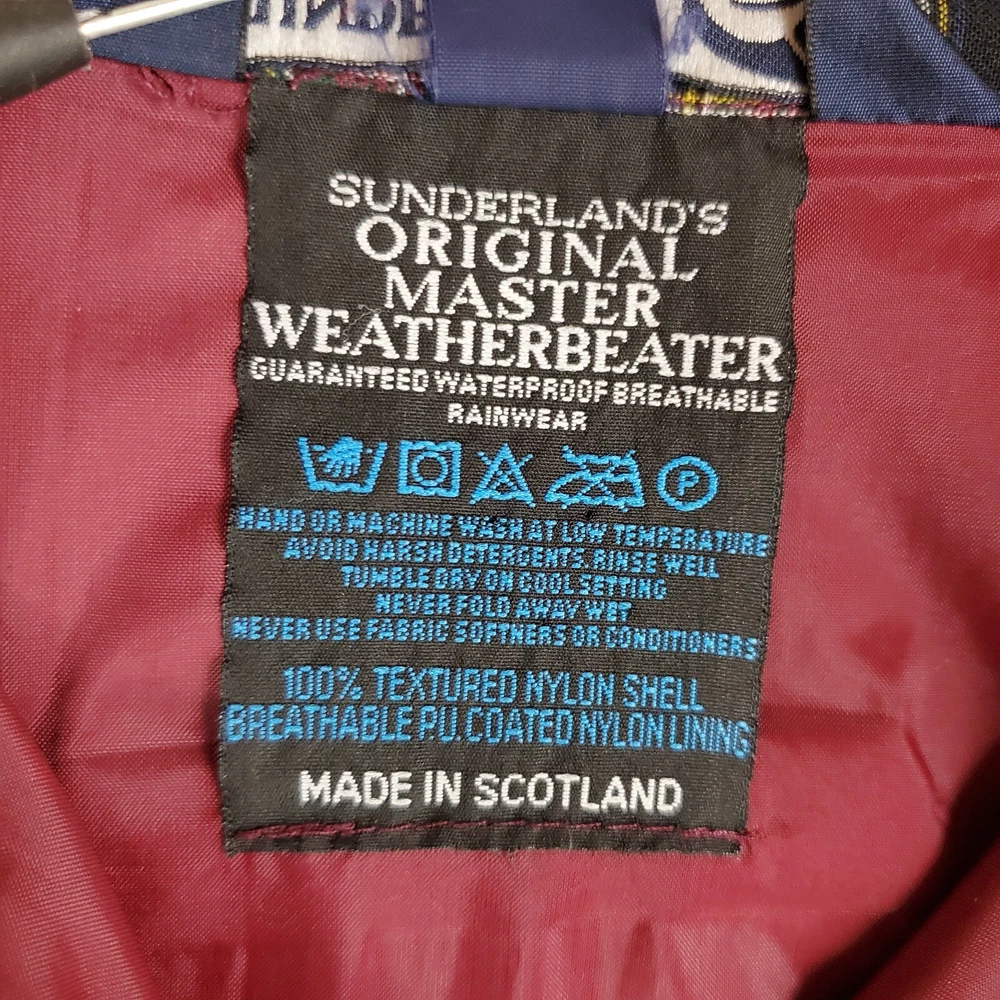 SUNDERLAND'S
ORIGINAL
MASTER
WEATHERBEATER
GUARANTEED WATERPROOF BREATHABLE
RAINWEAR
P
HAND OR MACHINE WASH AT LOW TEMPERATURE
AVOID HARSH DETERGENTS. RINSE WELL
TUMBLE DRY ON COOL SETTING
NEVER FOLD AWAY WET
NEVER USE FABRIC SOFTNERS OR CONDITIONERS
100% TEXTURED NYLON SHELL
BREATHABLE PU.COATED NYLON LINING
MADE IN SCOTLAND